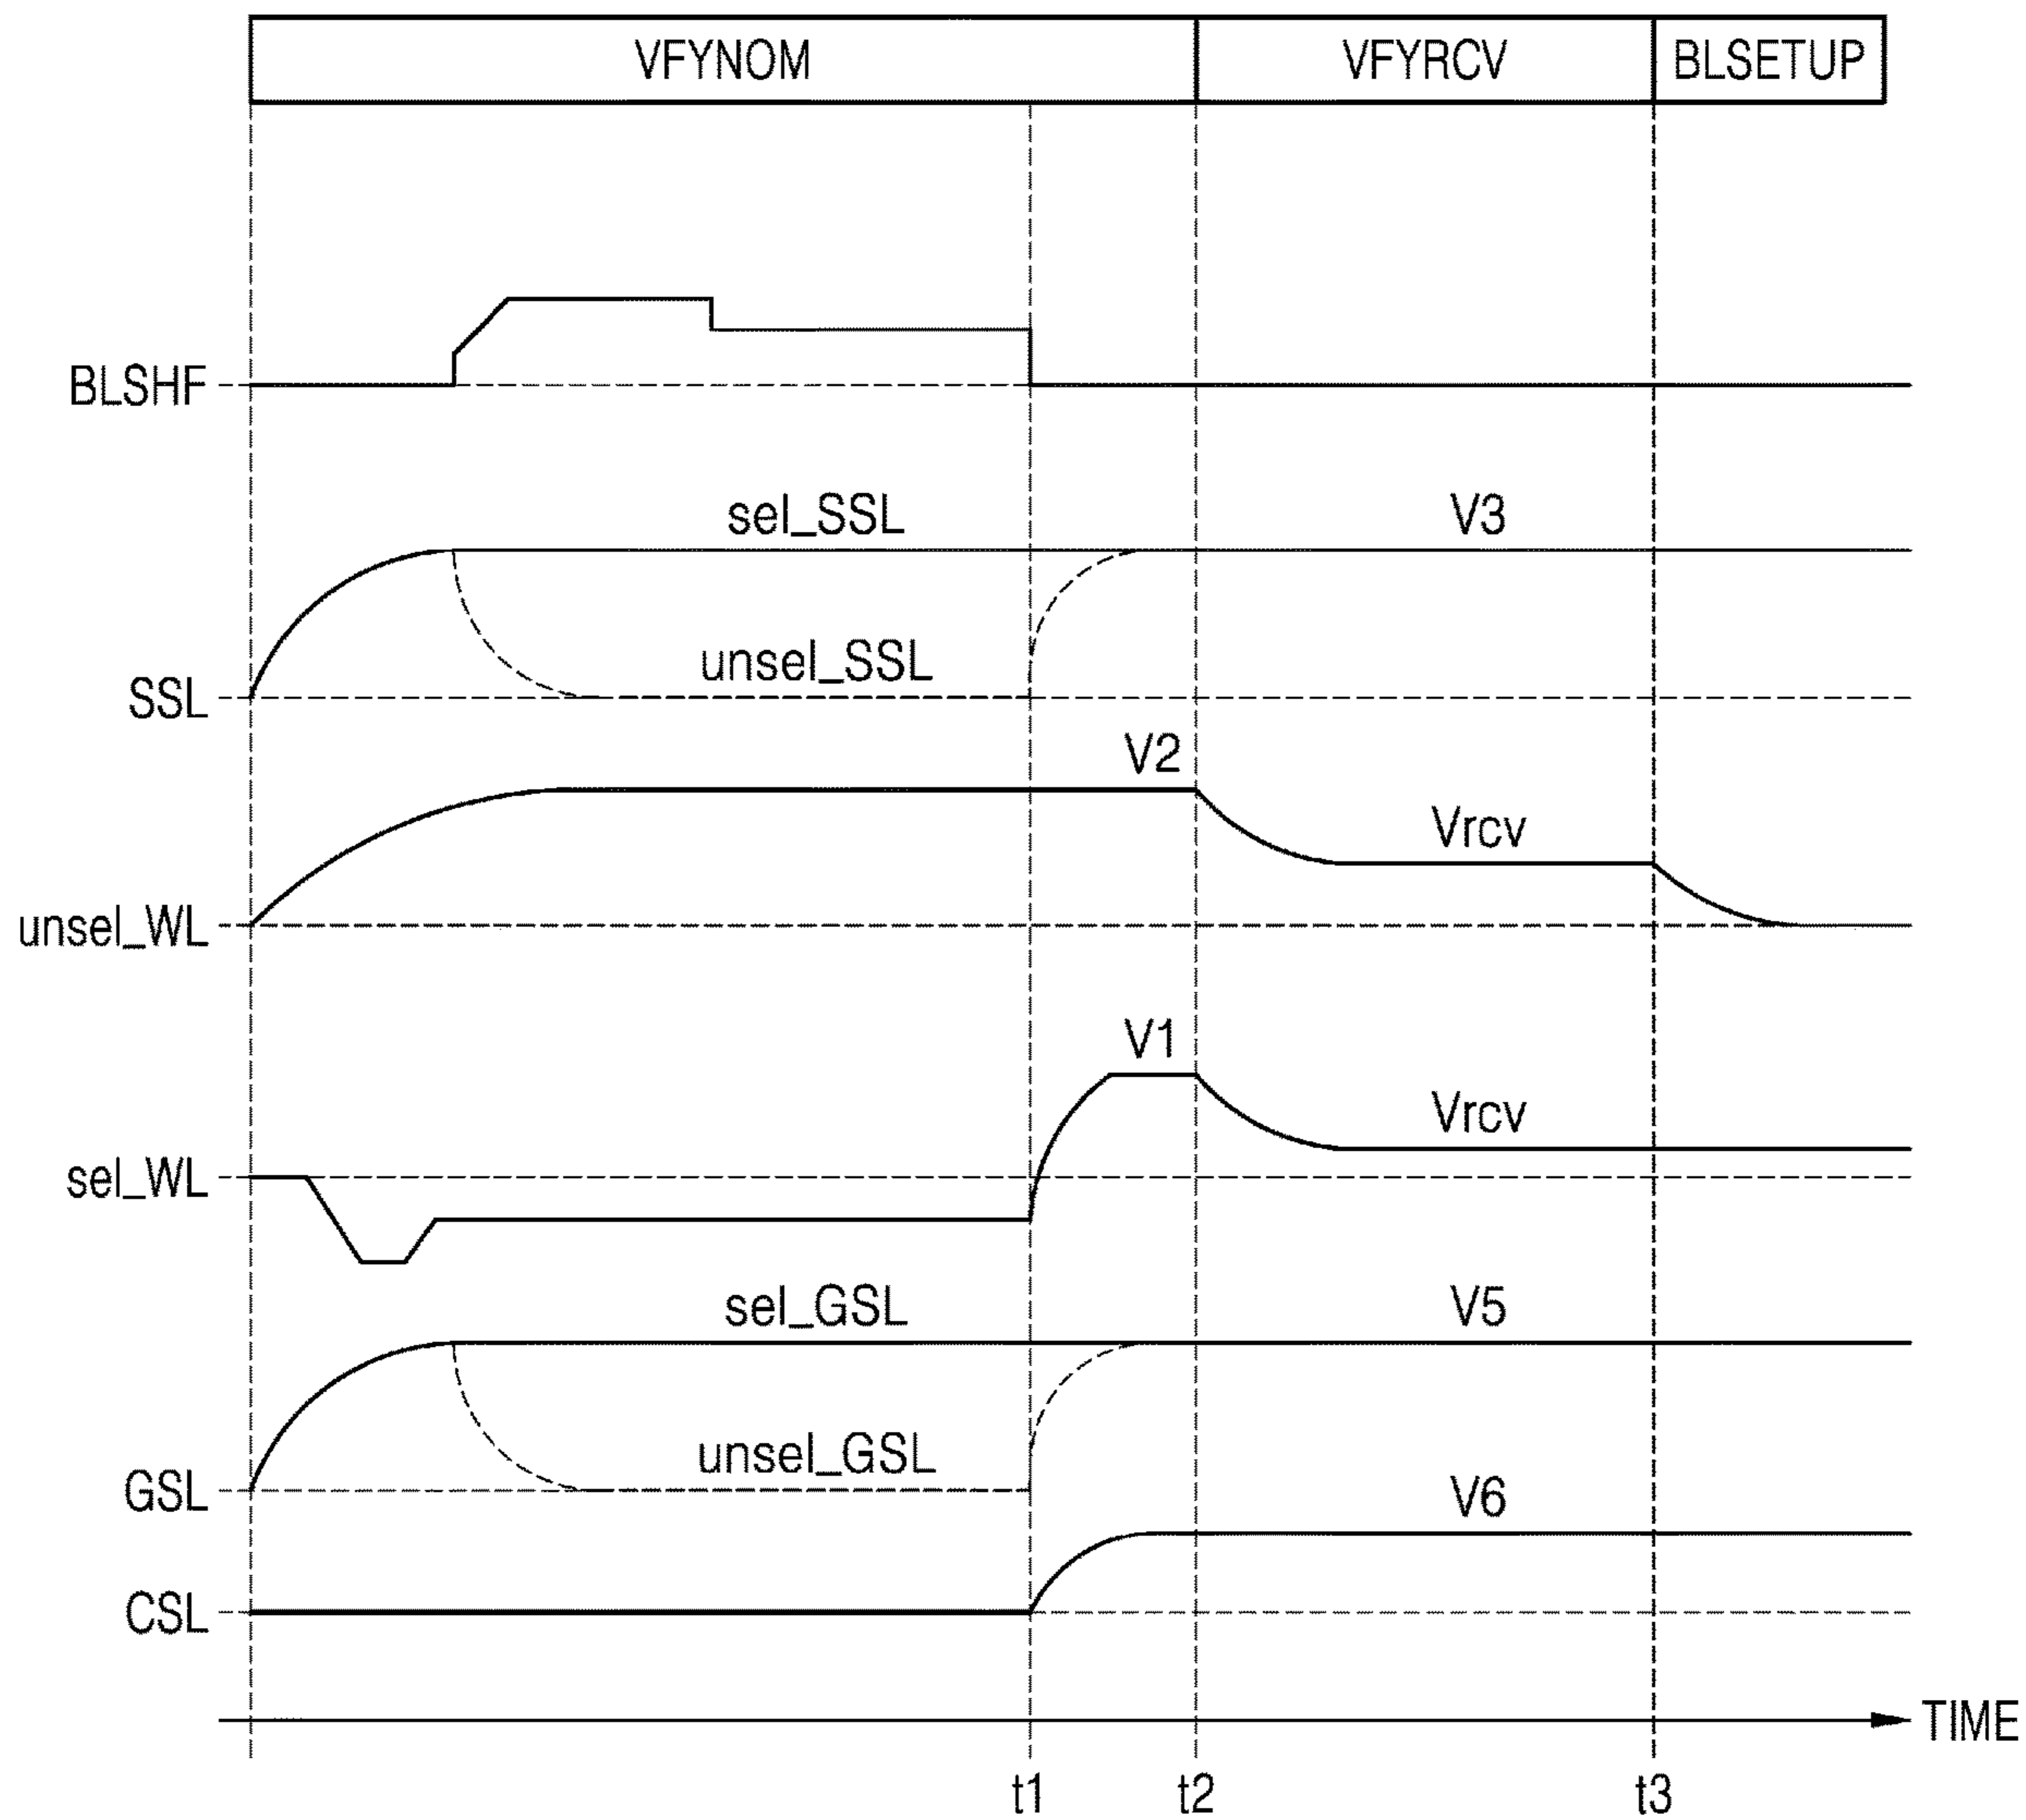 VFYNOM VFYRCV BLSETUP
BLSHF
sel_SSL V3
unsel_SSL
SSL
V2
Vrcv
unsel_WL
V1
Vrcv
sel_WL
sel_GSL V5
unsel_GSL
GSL V6
CSL
TIME
t1 t2 t3